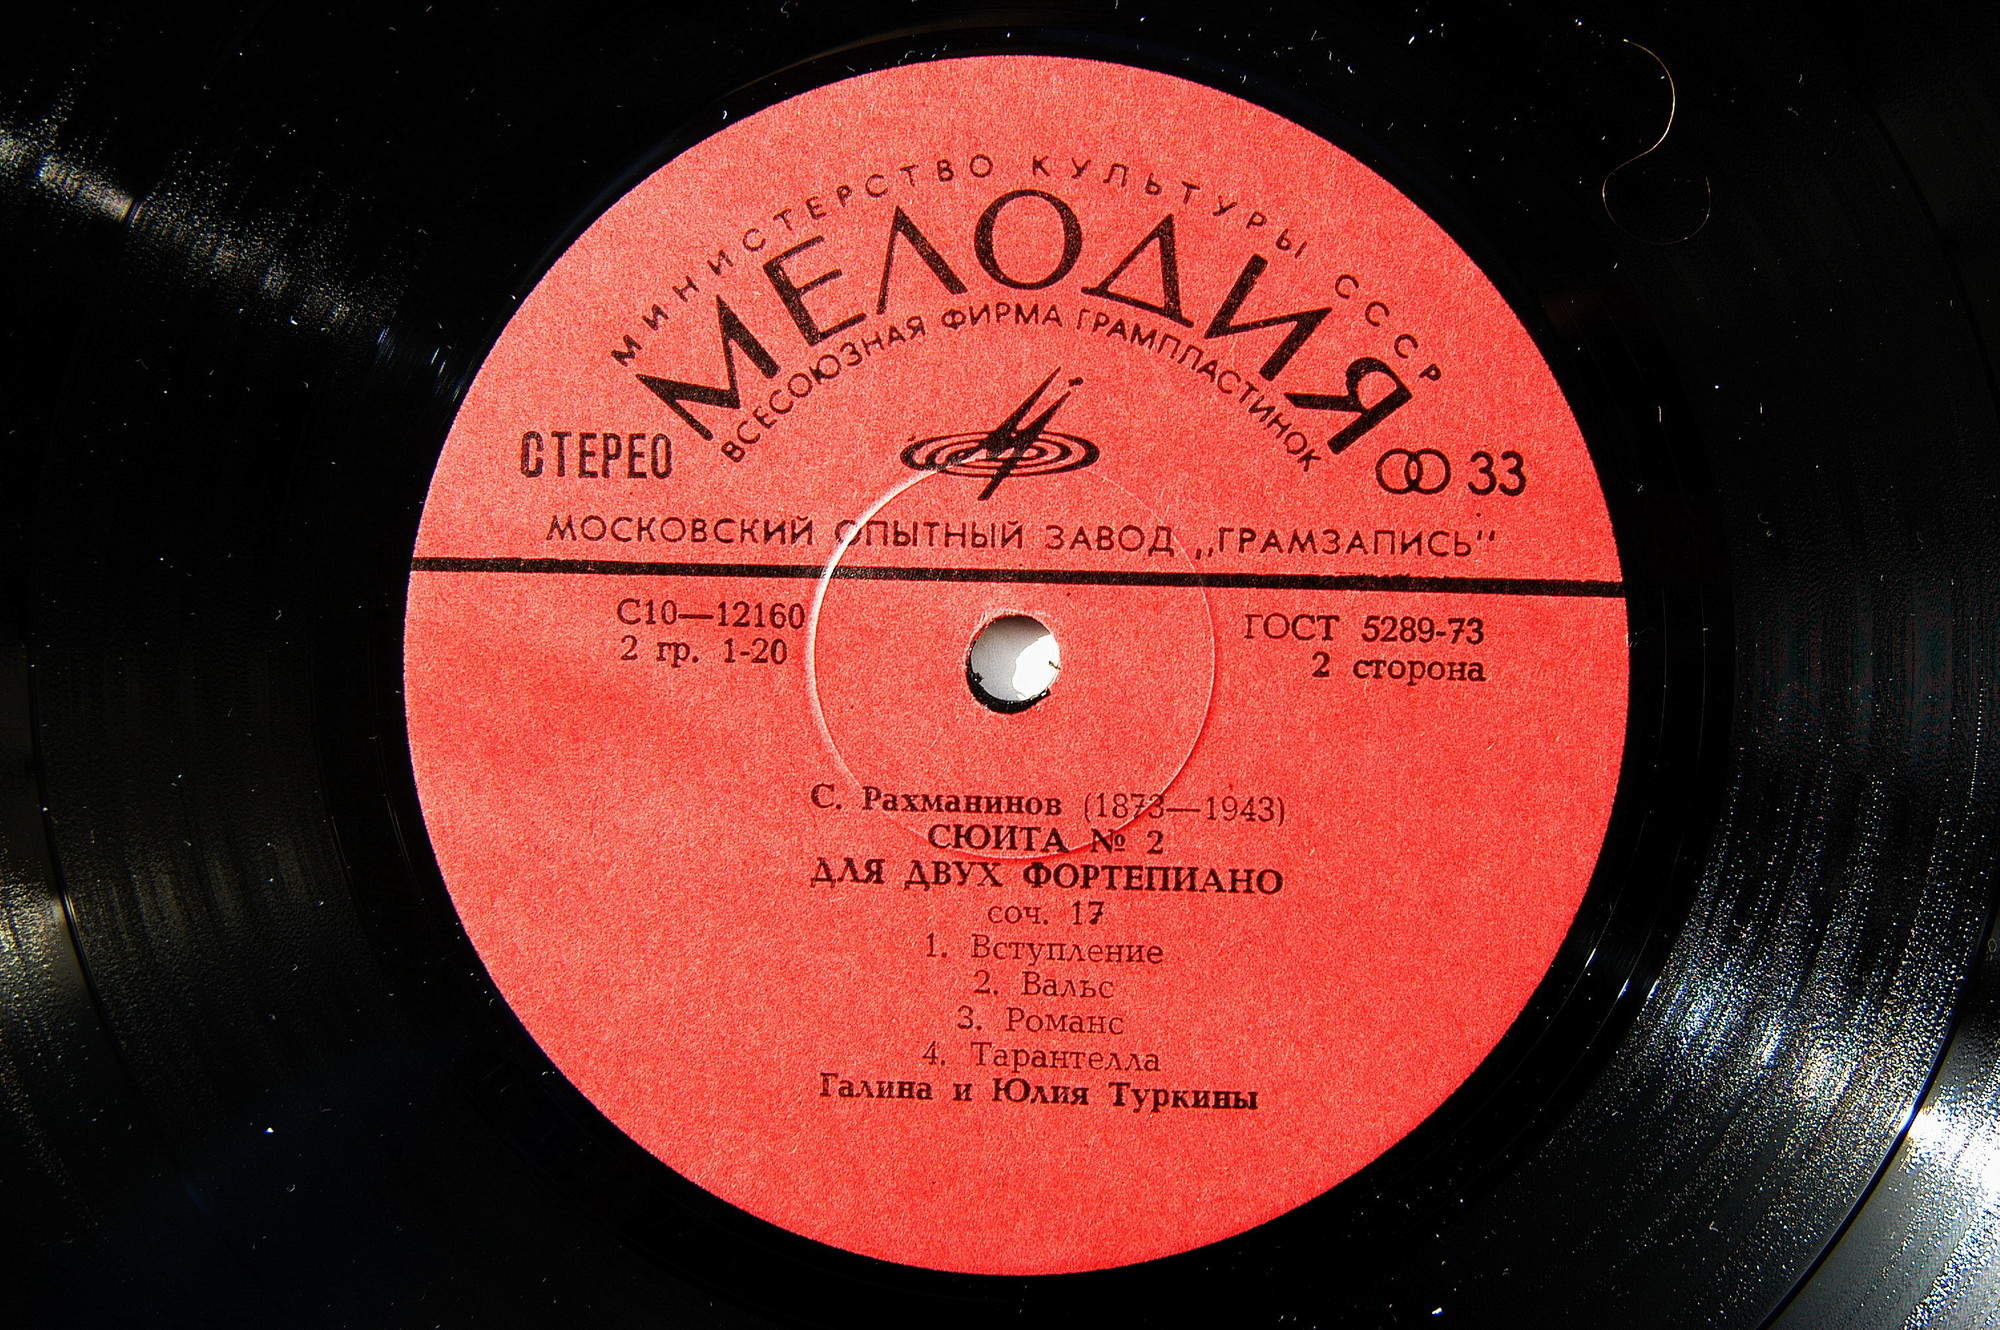 МИНИСТЕРСТВО КУЛЬТУРЫ СССР
МЕЛОДИЯ
ВСЕСОЮЗНАЯ ФИРМА ГРАМПЛАСТИНОК
СТЕРЕО
33
МОСКОВСКИЙ ОПЫТНЫЙ ЗАВОД „ГРАМЗАПИСЬ"
С10—12160
2 гр. 1-20
ГОСТ 5289-73
2 сторона
С. Рахманинов (1873—1943)
СЮИТА № 2
ДЛЯ ДВУХ ФОРТЕПИАНО
соч. 17
1. Вступление
2. Вальс
3. Романс
4. Тарантелла
Галина и Юлия Туркины